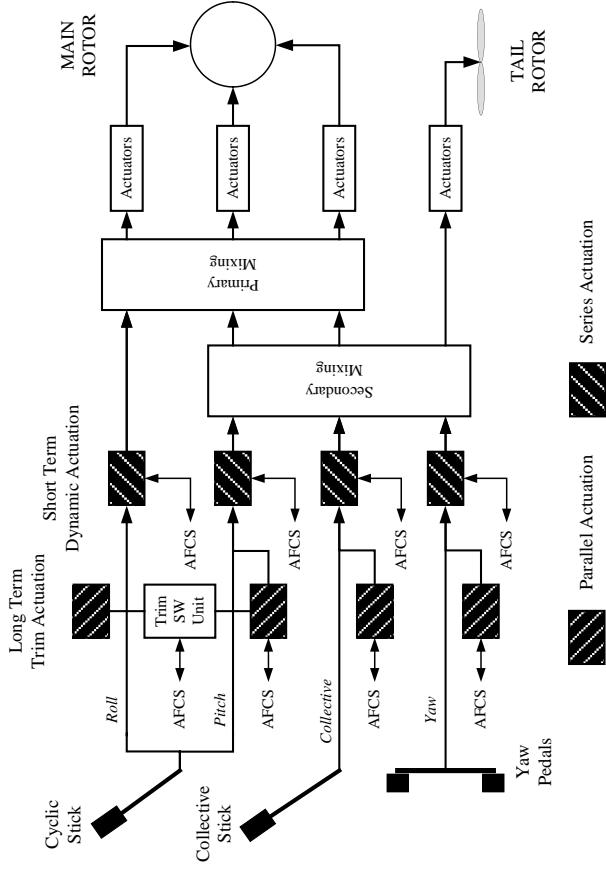 Long Term
Trim Actuation
Short Term
Dynamic Actuation
MAIN
ROTOR
Cyclic
Stick
Roll
Trim
SW
Unit
AFCS
AFCS
Primary
Mixing
Actuators
Pitch
AFCS
AFCS
Actuators
Collective
Stick
Collective
AFCS
AFCS
Secondary
Mixing
Actuators
Yaw
Pedals
Yaw
AFCS
AFCS
Actuators
TAIL
ROTOR
Parallel Actuation
Series Actuation